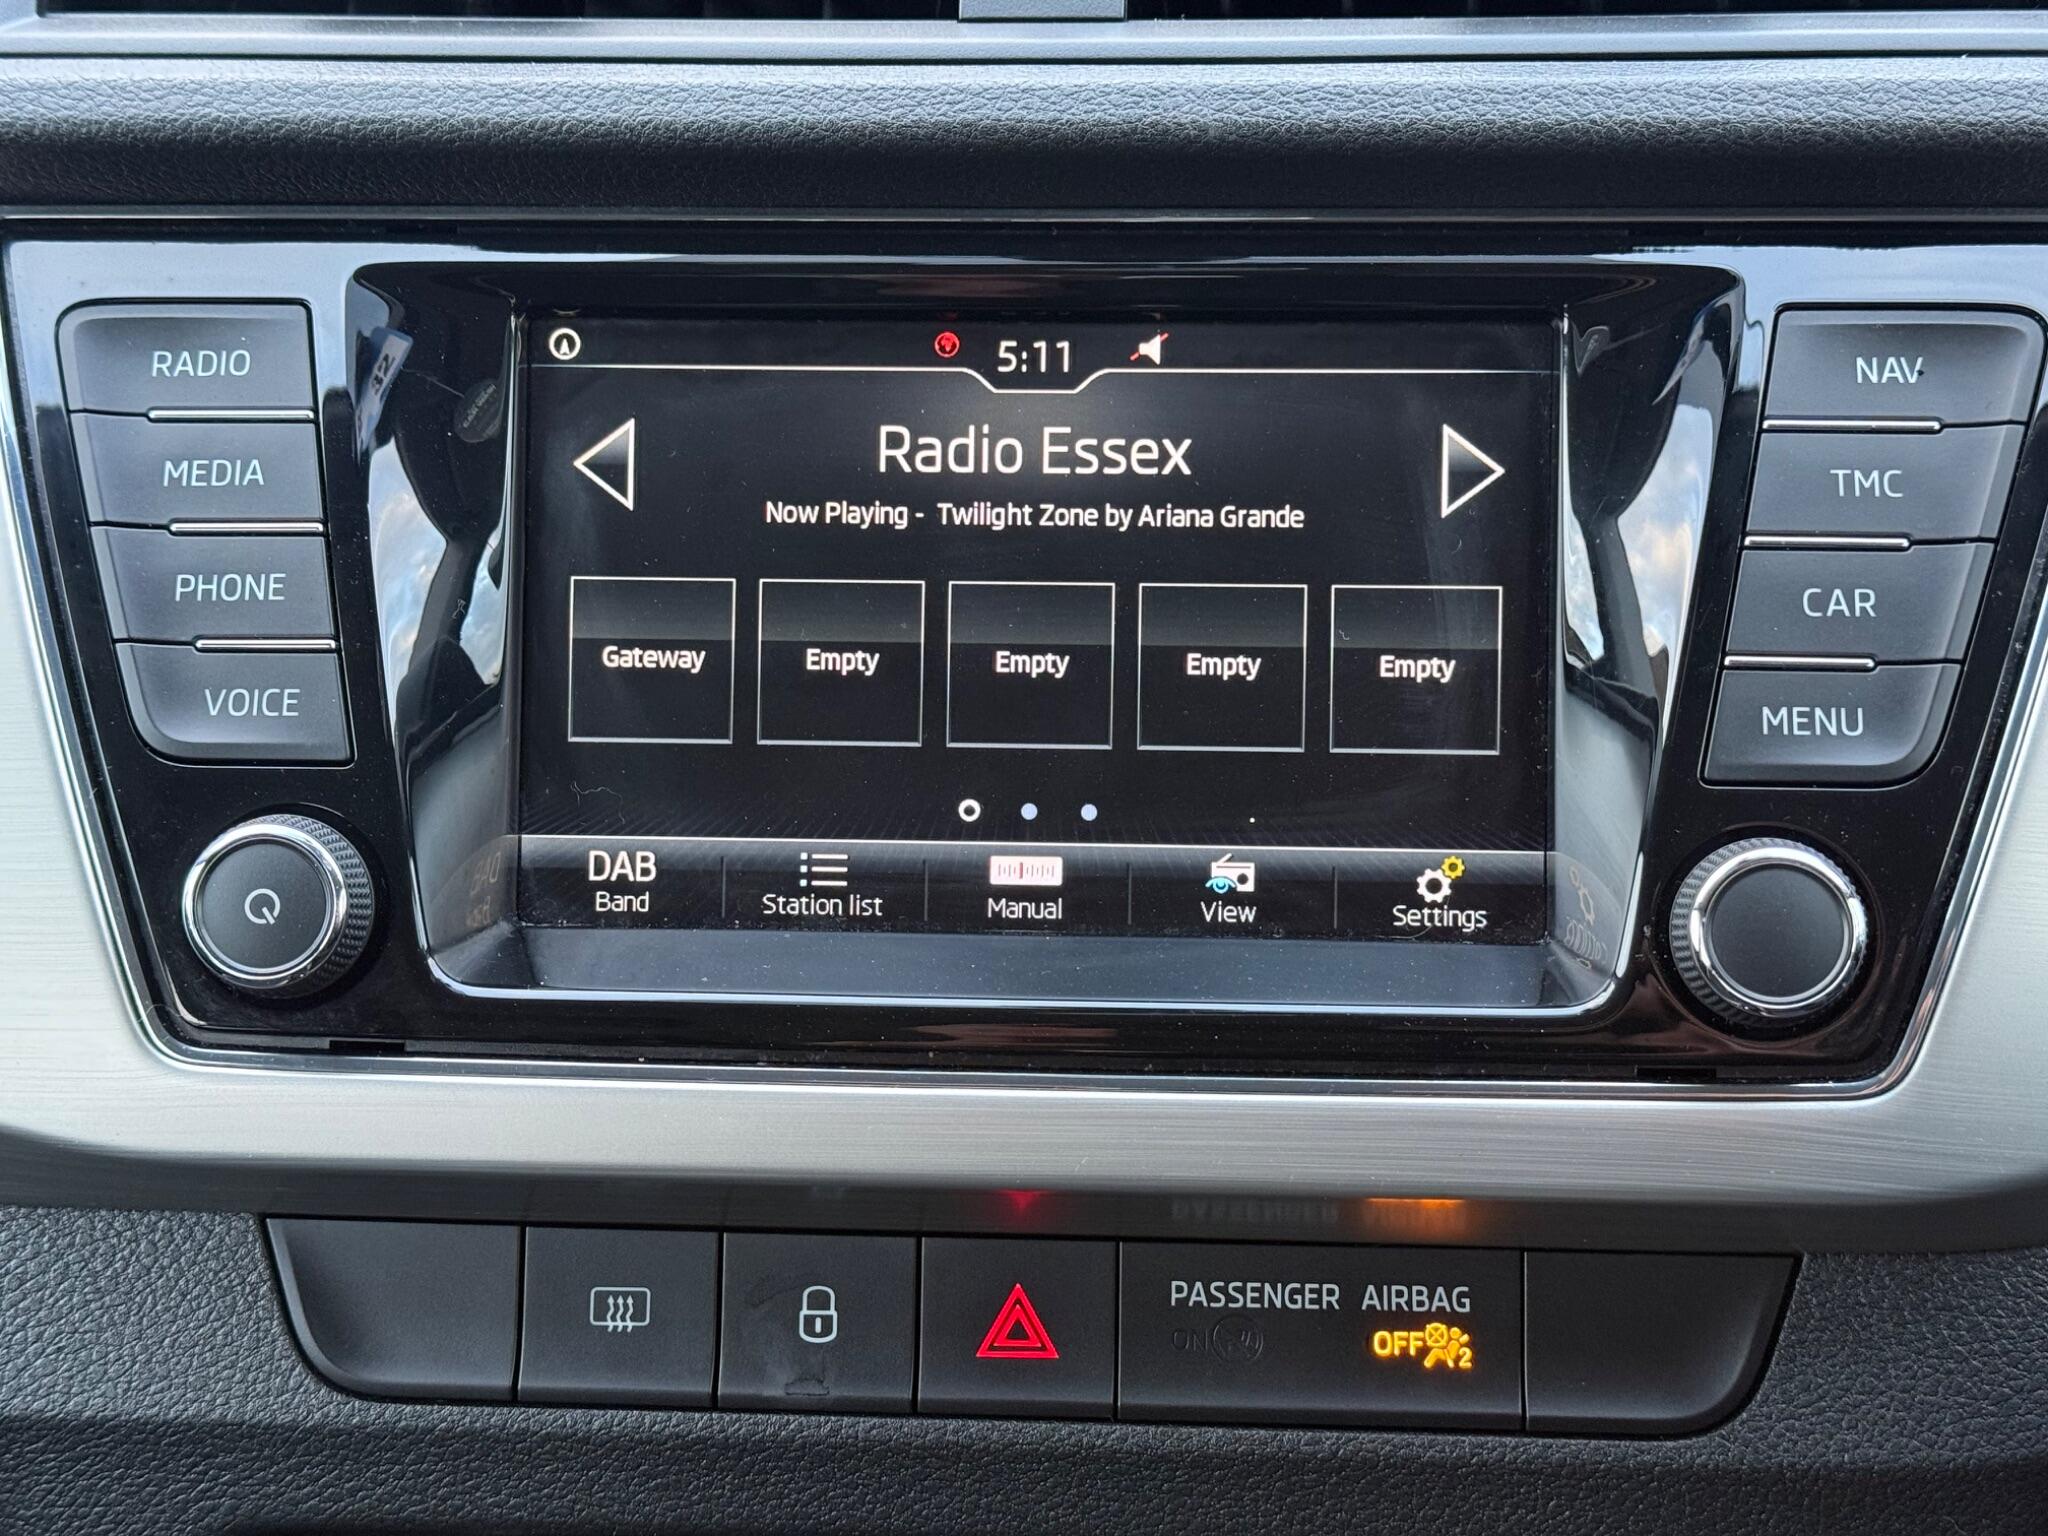 RADIO
MEDIA
PHONE
VOICE
5:11
Radio Essex
Now Playing - Twilight Zone by Ariana Grande
Gateway
Empty
Empty
Empty
Empty
DAB
Band
Station list
Manual
View
Settings
NAV
TMC
CAR
MENU
PASSENGER AIRBAG
ON
OFF 2